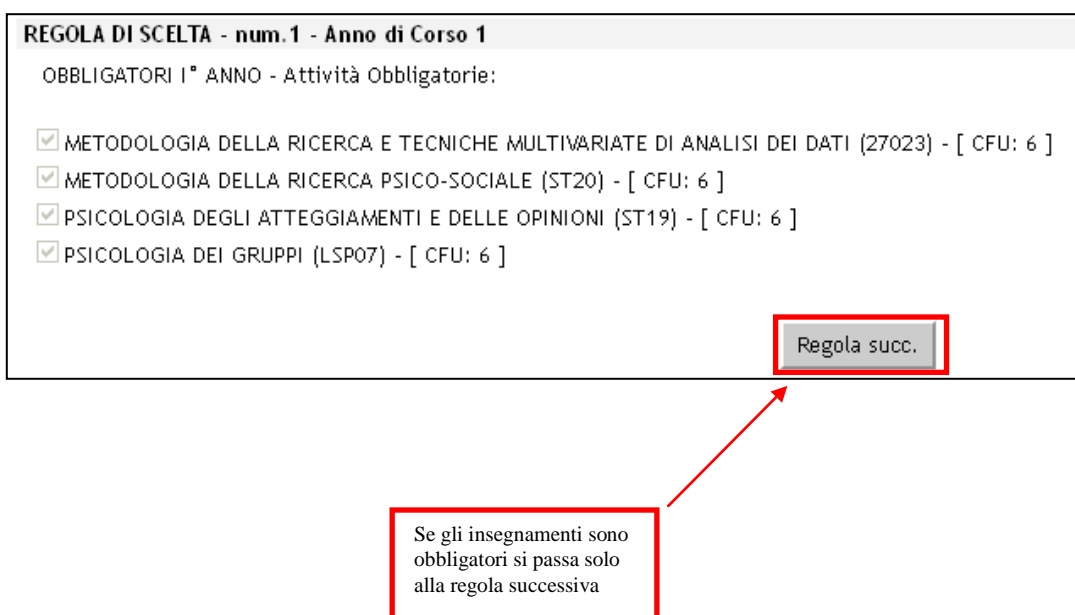 REGOLA DI SCELTA - num.1 - Anno di Corso 1
OBBLIGATORI I° ANNO - Attività Obbligatorie:
METODOLOGIA DELLA RICERCA E TECNICHE MULTIVARIATE DI ANALISI DEI DATI (27023) - [ CFU: 6 ]
METODOLOGIA DELLA RICERCA PSICO-SOCIALE (ST20) - [ CFU: 6 ]
PSICOLOGIA DEGLI ATTEGGIAMENTI E DELLE OPINIONI (ST19) - [ CFU: 6 ]
PSICOLOGIA DEI GRUPPI (LSP07) - [ CFU: 6 ]
Regola succ.
Se gli insegnamenti sono
obbligatori si passa solo
alla regola successiva